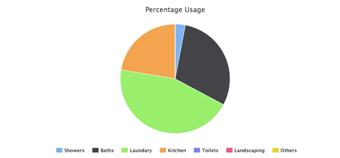 Percentage Usage
Showers Baths Laundary Kitchen Toilets Landscaping Others